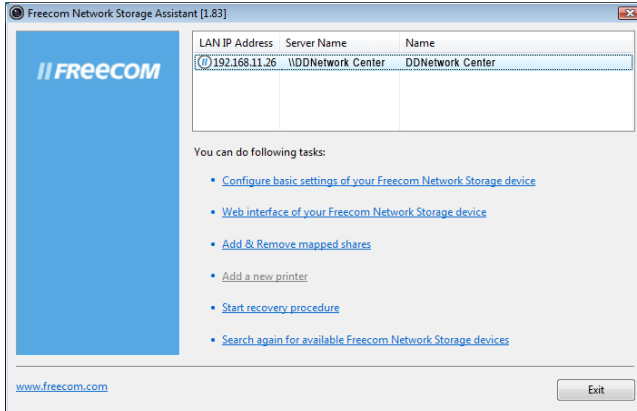 Freecom Network Storage Assistant [1.83]
FREECOM
LAN IP Address Server Name Name
192.168.11.26 \\DDNetwork Center DDNetwork Center
You can do following tasks:
• Configure basic settings of your Freecom Network Storage device
• Web interface of your Freecom Network Storage device
• Add & Remove mapped shares
• Add a new printer
• Start recovery procedure
• Search again for available Freecom Network Storage devices
www.freecom.com
Exit